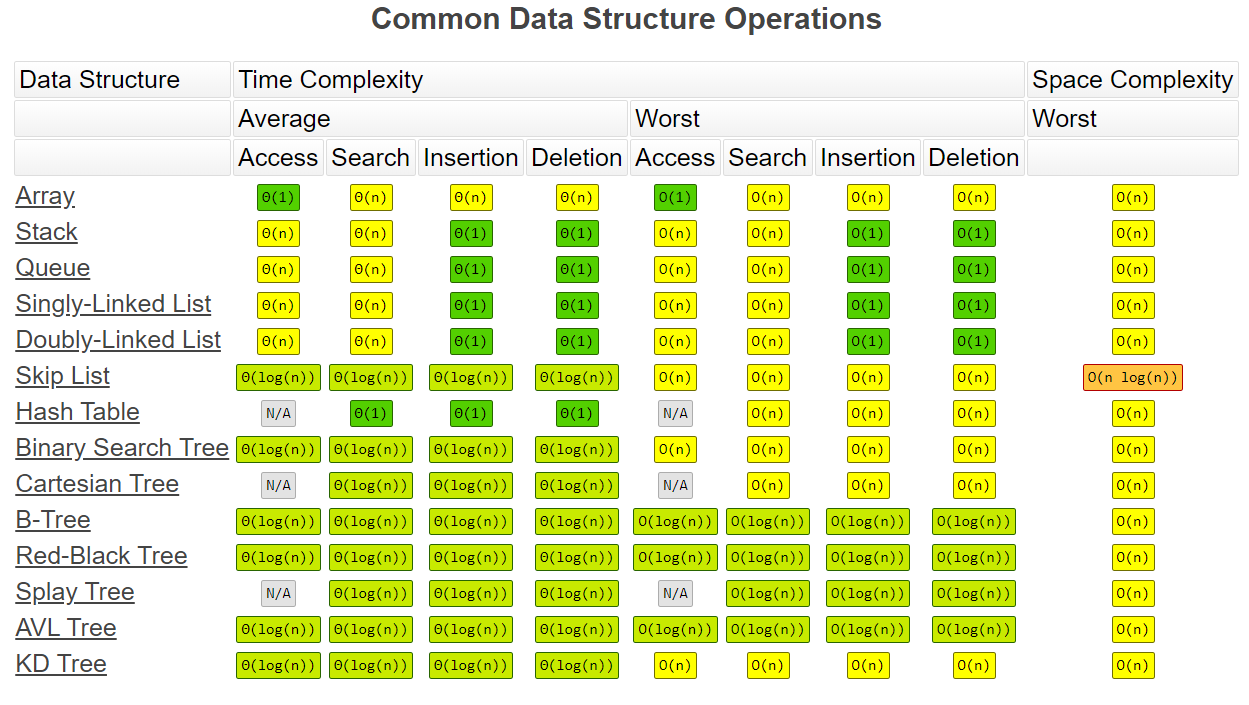 Common Data Structure Operations
Data Structure Time Complexity Space Complexity
Average Worst Worst
Access Search Insertion Deletion Access Search Insertion Deletion
Array Θ(1) Θ(n) Θ(n) Θ(n) O(1) O(n) O(n) O(n) O(n)
Stack Θ(n) Θ(n) Θ(1) Θ(1) O(n) O(n) O(1) O(1) O(n)
Queue Θ(n) Θ(n) Θ(1) Θ(1) O(n) O(n) O(1) O(1) O(n)
Singly-Linked List Θ(n) Θ(n) Θ(1) Θ(1) O(n) O(n) O(1) O(1) O(n)
Doubly-Linked List Θ(n) Θ(n) Θ(1) Θ(1) O(n) O(n) O(1) O(1) O(n)
Skip List Θ(log(n)) Θ(log(n)) Θ(log(n)) Θ(log(n)) O(n) O(n) O(n) O(n) O(n log(n))
Hash Table N/A Θ(1) Θ(1) Θ(1) N/A O(n) O(n) O(n) O(n)
Binary Search Tree Θ(log(n)) Θ(log(n)) Θ(log(n)) Θ(log(n)) O(n) O(n) O(n) O(n) O(n)
Cartesian Tree N/A Θ(log(n)) Θ(log(n)) Θ(log(n)) N/A O(n) O(n) O(n) O(n)
B-Tree Θ(log(n)) Θ(log(n)) Θ(log(n)) Θ(log(n)) O(log(n)) O(log(n)) O(log(n)) O(log(n)) O(n)
Red-Black Tree Θ(log(n)) Θ(log(n)) Θ(log(n)) Θ(log(n)) O(log(n)) O(log(n)) O(log(n)) O(log(n)) O(n)
Splay Tree N/A Θ(log(n)) Θ(log(n)) Θ(log(n)) N/A O(log(n)) O(log(n)) O(log(n)) O(n)
AVL Tree Θ(log(n)) Θ(log(n)) Θ(log(n)) Θ(log(n)) O(log(n)) O(log(n)) O(log(n)) O(log(n)) O(n)
KD Tree Θ(log(n)) Θ(log(n)) Θ(log(n)) Θ(log(n)) O(n) O(n) O(n) O(n) O(n)